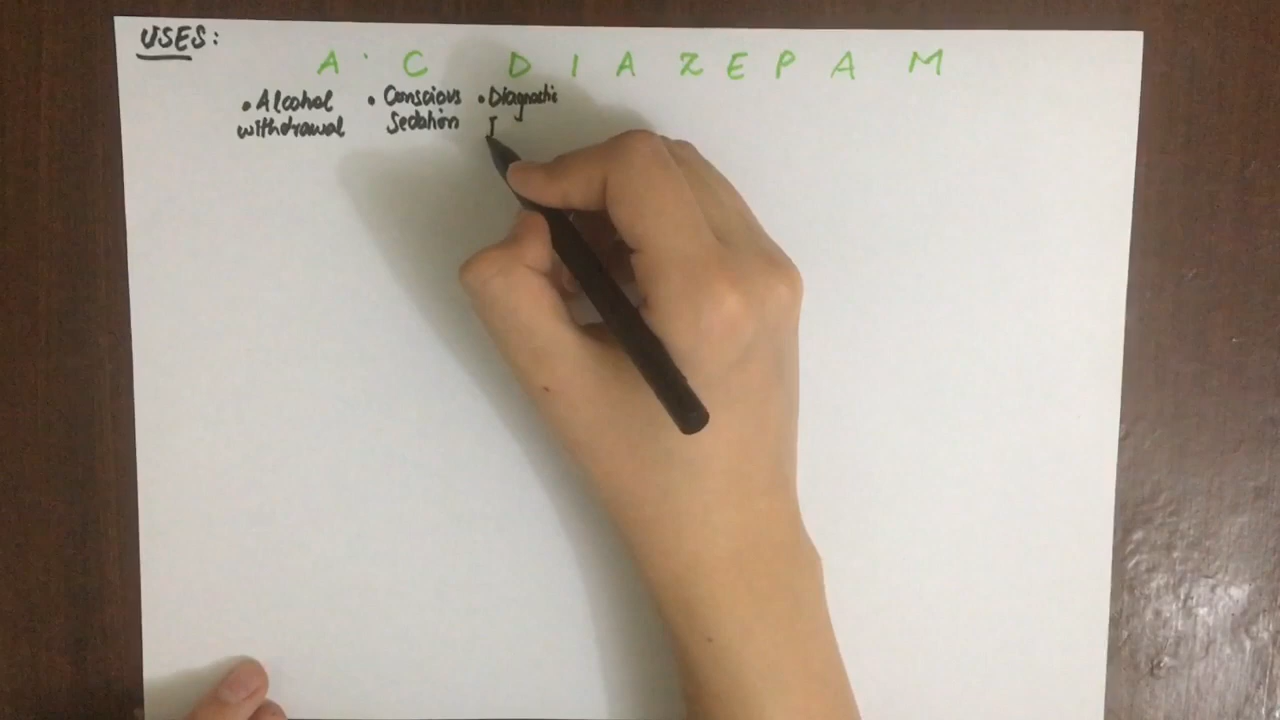 USES:
A C D I A Z E P A M
• Alcohol • Conscious • Diagnostic
withdrawal Sedation I